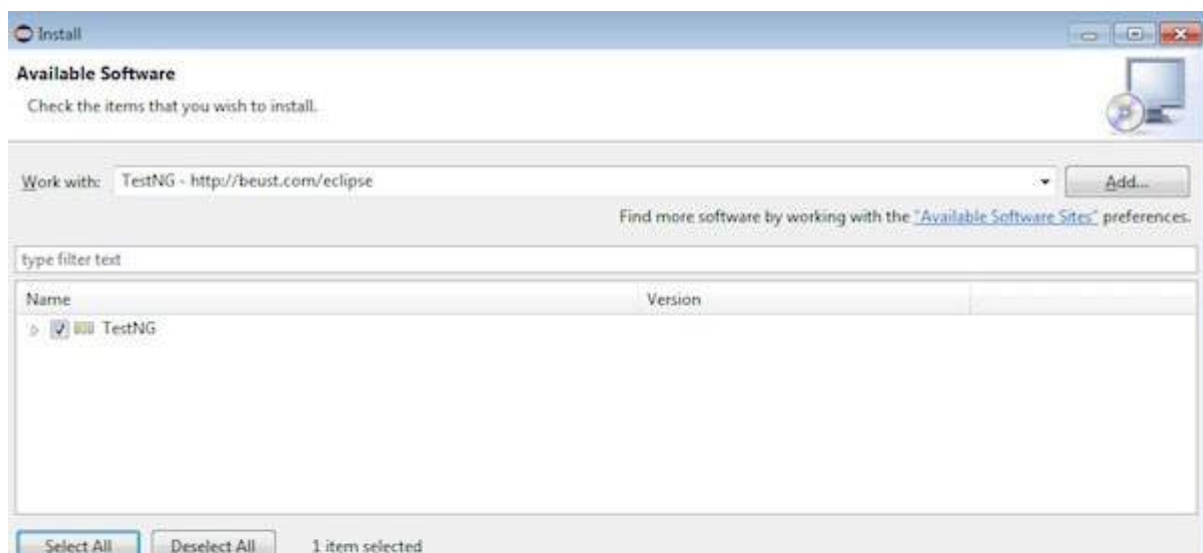 Install
Available Software
Check the items that you wish to install.
Work with: TestNG - http://beust.com/eclipse Add...
Find more software by working with the "Available Software Sites" preferences.
type filter text
Name Version
TestNG
Select All Deselect All 1 item selected